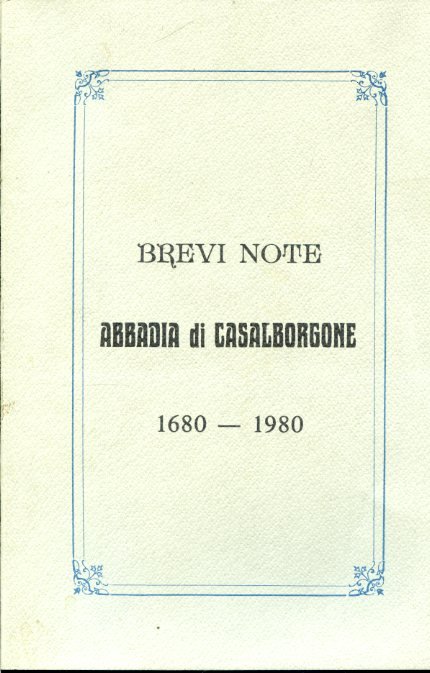 BREVI NOTE
ABBADIA di CASALBORGONE
1680 — 1980